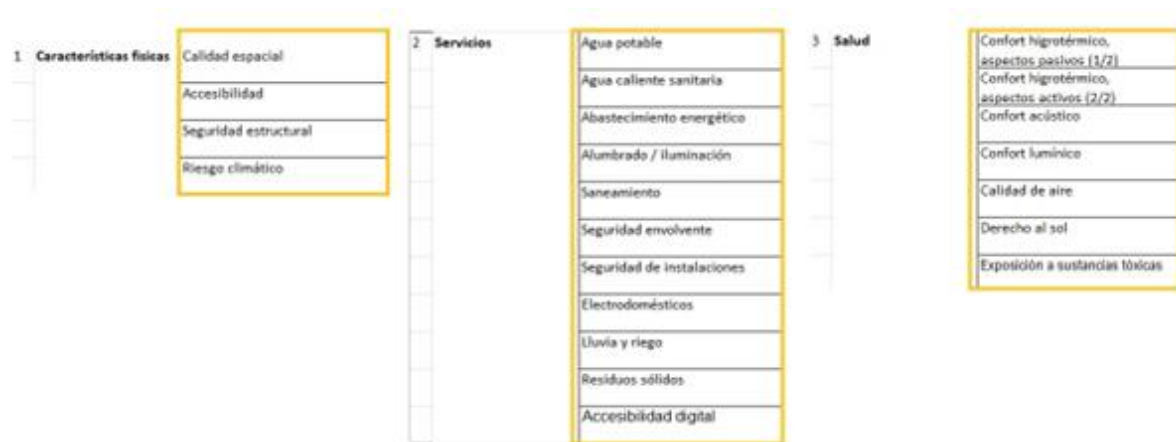 1 Características físicas
Calidad espacial
Accesibilidad
Seguridad estructural
Riesgo climático
2 Servicios
Agua potable
Agua caliente sanitaria
Abastecimiento energético
Alumbrado / iluminación
Saneamiento
Seguridad envolvente
Seguridad de instalaciones
Electrodomésticos
Lluvia y riego
Residuos sólidos
Accesibilidad digital
3 Salud
Confort higrotérmico,
aspectos pasivos (1/2)
Confort higrotérmico,
aspectos activos (2/2)
Confort acústico
Confort lumínico
Calidad de aire
Derecho al sol
Exposición a sustancias tóxicas